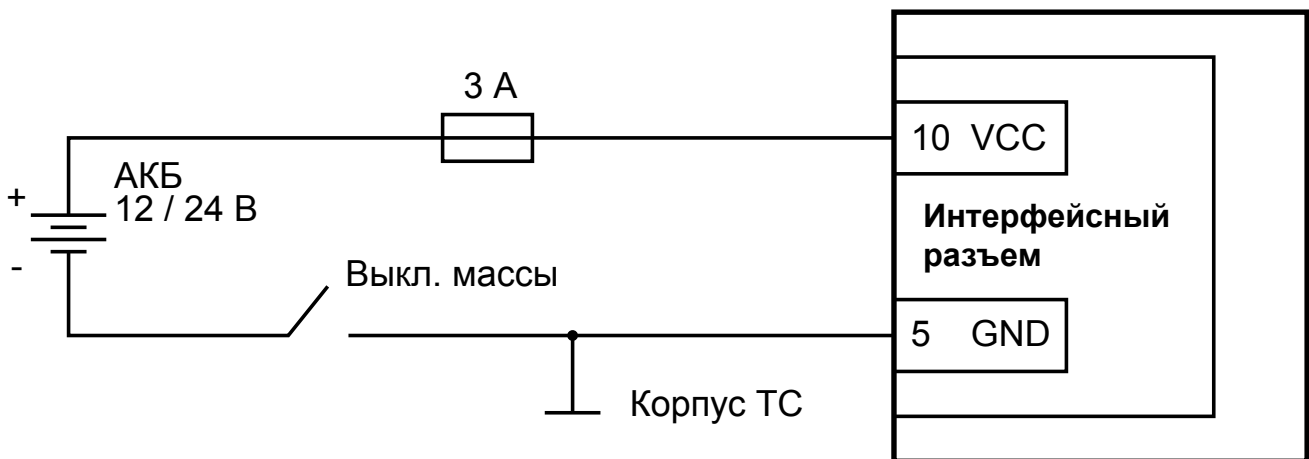 3 А
10 VCC
+
АКБ
12 / 24 В
-
Интерфейсный
разъем
Выкл. массы
5 GND
Корпус ТС